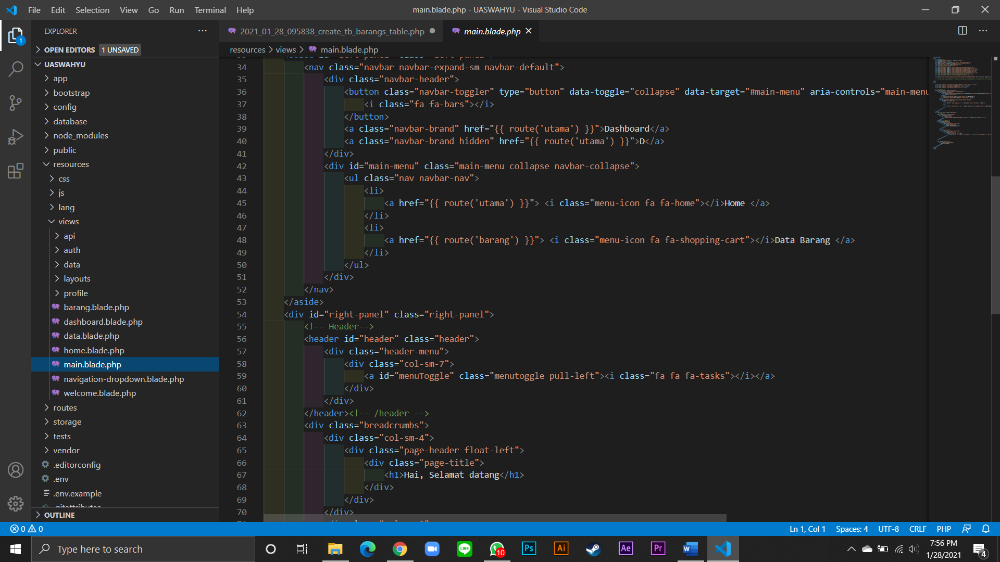 File Edit Selection View Go Run Terminal Help
main.blade.php - UASWAHYU - Visual Studio Code
EXPLORER
2021_01_28_095838_create_tb_barangs_table.php
main.blade.php
1
OPEN EDITORS 1 UNSAVED
resources > views > main.blade.php
UASWAHYU
app
bootstrap
config
database
node_modules
public
resources
css
js
lang
views
api
auth
data
layouts
profile
barang.blade.php
dashboard.blade.php
data.blade.php
home.blade.php
main.blade.php
navigation-dropdown.blade.php
welcome.blade.php
routes
storage
tests
vendor
.editorconfig
.env
.env.example
.gitattributes
OUTLINE
34 <nav class="navbar navbar-expand-sm navbar-default">
35 <div class="navbar-header">
36 <button class="navbar-toggler" type="button" data-toggle="collapse" data-target="#main-menu" aria-controls="main-menu
37 <i class="fa fa-bars"></i>
38 </button>
39 <a class="navbar-brand" href="{{ route('utama') }}">Dashboard</a>
40 <a class="navbar-brand hidden" href="{{ route('utama') }}">D</a>
41 </div>
42 <div id="main-menu" class="main-menu collapse navbar-collapse">
43 <ul class="nav navbar-nav">
44 <li>
45 <a href="{{ route('utama') }}"> <i class="menu-icon fa fa-home"></i>Home </a>
46 </li>
47 <li>
48 <a href="{{ route('barang') }}"> <i class="menu-icon fa fa-shopping-cart"></i>Data Barang </a>
49 </li>
50 </ul>
51 </div>
52 </nav>
53 </aside>
54 <div id="right-panel" class="right-panel">
55 <!-- Header-->
56 <header id="header" class="header">
57 <div class="header-menu">
58 <div class="col-sm-7">
59 <a id="menuToggle" class="menutoggle pull-left"><i class="fa fa fa-tasks"></i></a>
60 </div>
61 </div>
62 </header><!-- /header -->
63 <div class="breadcrumbs">
64 <div class="col-sm-4">
65 <div class="page-header float-left">
66 <div class="page-title">
67 <h1>Hai, Selamat datang</h1>
68 </div>
69 </div>
70 </div>
0 0
Ln 1, Col 1 Spaces: 4 UTF-8 CRLF PHP
Type here to search
LINE
10
Ps
Ai
Ae
Pr
W
7:56 PM
1/28/2021
4